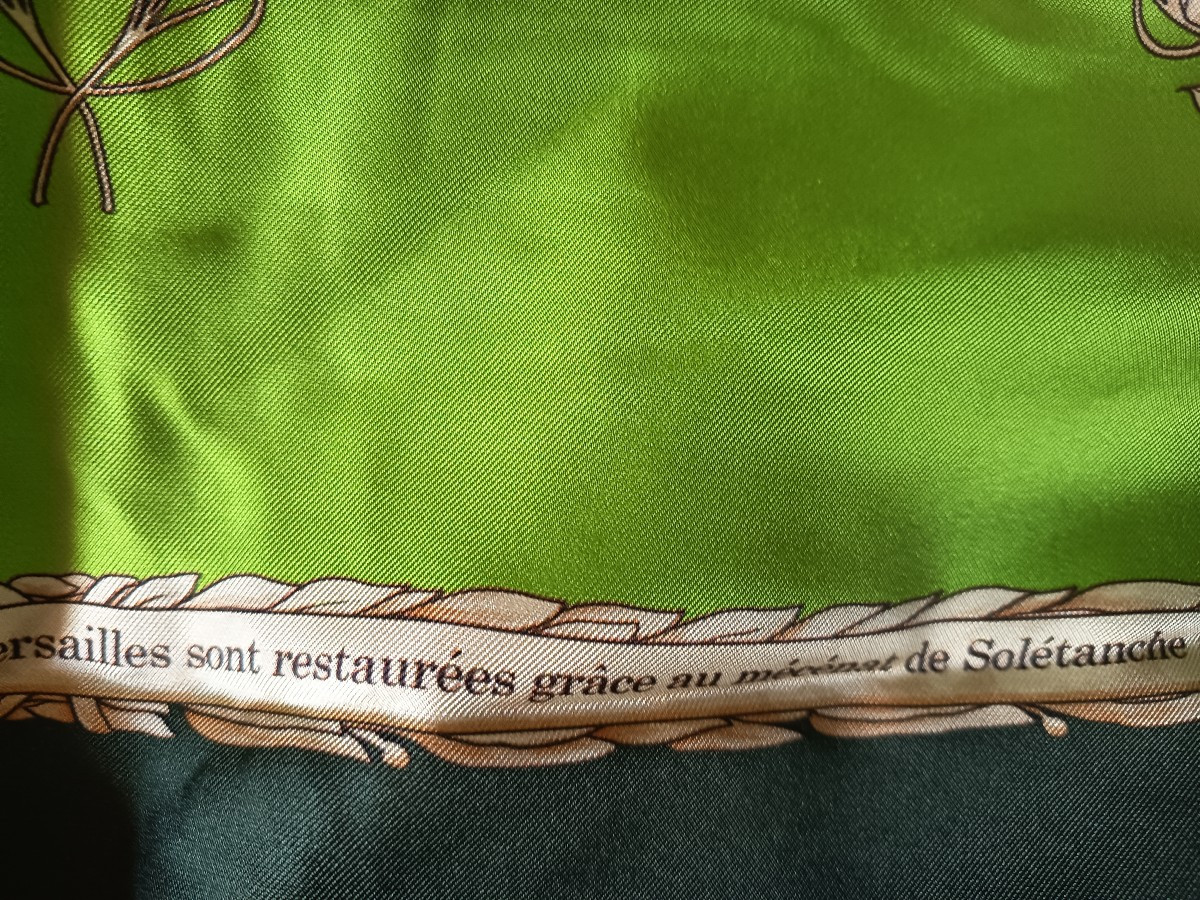 ersailles sont restaurées grâce au mécénat de Solétanche